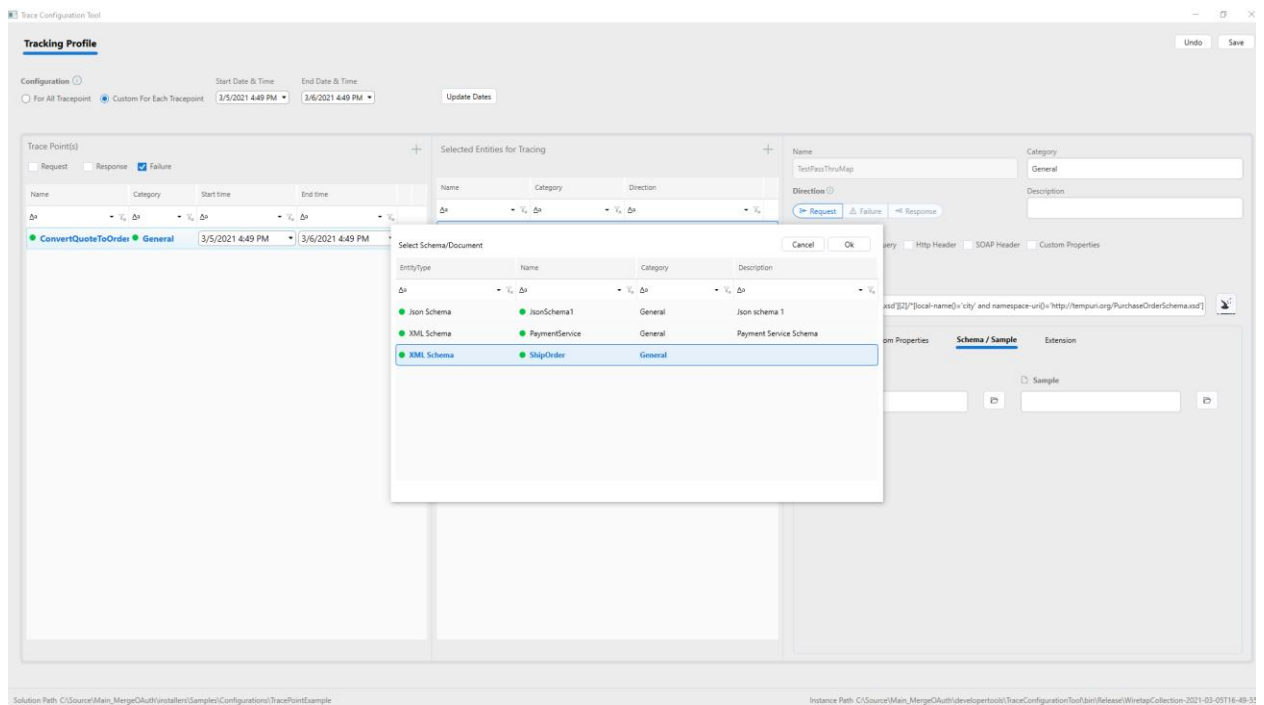 Trace Configuration Tool
Tracking Profile
Undo Save
Configuration
Start Date & Time End Date & Time
For All Tracepoint Custom For Each Tracepoint 3/5/2021 4:49 PM 3/6/2021 4:49 PM Update Dates
Trace Point(s)
Request Response Failure
Name Category Start time End time
ConvertQuoteToOrder General 3/5/2021 4:49 PM 3/6/2021 4:49 PM
Selected Entities for Tracing
Name Category Direction
Name Category
TestPassThruMap General
Direction Description
Request Failure Response
uery Http Header SOAP Header Custom Properties
.xsd'][2]/*[local-name()='city' and namespace-uri()='http://tempuri.org/PurchaseOrderSchema.xsd']
om Properties Schema / Sample Extension
Sample
Select Schema/Document Cancel Ok
EntityType Name Category Description
Json Schema JsonSchema1 General Json schema 1
XML Schema PaymentService General Payment Service Schema
XML Schema ShipOrder General
Solution Path C:\Source\Main_MergeOAuth\installers\Samples\Configurations\TracePointExample
Instance Path C:\Source\Main_MergeOAuth\developertools\TraceConfigurationTool\bin\Release\WiretapCollection-2021-03-05T16-49-55